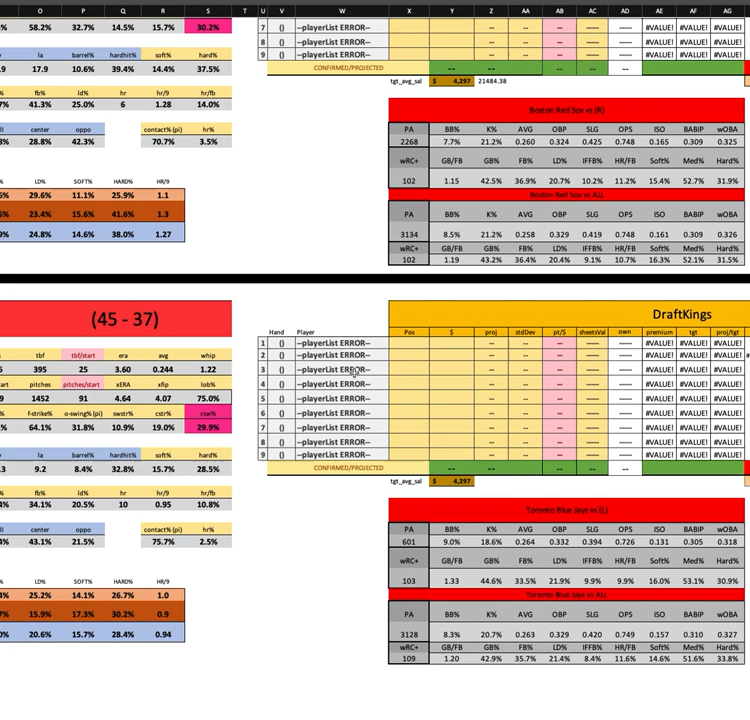 O P Q R S T U V W X Y Z AA AB AC AD AE AF AG
58.2% 32.7% 14.5% 15.7% 30.2% 7 () --playerList ERROR-- -- -- -- ----- ----- #VALUE! #VALUE! #VALUE!
8 () --playerList ERROR-- -- -- -- ----- ----- #VALUE! #VALUE! #VALUE!
la barrel% hardhit% soft% hard% 9 () --playerList ERROR-- -- -- -- ----- ----- #VALUE! #VALUE! #VALUE!
.9 17.9 10.6% 39.4% 14.4% 37.5% CONFIRMED/PROJECTED -- -- -- -- --
tgt_avg_sal $ 4,297 21484.38
% fb% ld% hr hr/9 hr/fb
7% 41.3% 25.0% 6 1.28 14.0%
Boston Red Sox vs (R)
ll center oppo contact% (pi) hr% PA BB% K% AVG OBP SLG OPS ISO BABIP wOBA
28.8% 42.3% 70.7% 3.5% 2268 7.7% 21.2% 0.260 0.324 0.425 0.748 0.165 0.309 0.325
wRC+ GB/FB GB% FB% LD% IFFB% HR/FB Soft% Med% Hard%
% LD% SOFT% HARD% HR/9 102 1.15 42.5% 36.9% 20.7% 10.2% 11.2% 15.4% 52.7% 31.9%
5% 29.6% 11.1% 25.9% 1.1 Boston Red Sox vs ALL
5% 23.4% 15.6% 41.6% 1.3 PA BB% K% AVG OBP SLG OPS ISO BABIP wOBA
9% 24.8% 14.6% 38.0% 1.27 3134 8.5% 21.2% 0.258 0.329 0.419 0.748 0.161 0.309 0.326
wRC+ GB/FB GB% FB% LD% IFFB% HR/FB Soft% Med% Hard%
102 1.19 43.2% 36.4% 20.4% 9.1% 10.7% 16.3% 52.1% 31.5%
(45 - 37) DraftKings
Hand Player Pos $ proj stdDev pt/$ sheetsVal own premium tgt proj/tgt
1 () --playerList ERROR-- -- -- -- ----- ----- #VALUE! #VALUE! #VALUE!
tbf tbf/start era avg whip 2 () --playerList ERROR-- -- -- -- ----- ----- #VALUE! #VALUE! #VALUE! #
5 395 25 3.60 0.244 1.22 3 () --playerList ERROR-- -- -- -- ----- ----- #VALUE! #VALUE! #VALUE!
tart pitches pitches/start xERA xfip lob% 4 () --playerList ERROR-- -- -- -- ----- ----- #VALUE! #VALUE! #VALUE!
9 1452 91 4.64 4.07 75.0% 5 () --playerList ERROR-- -- -- -- ----- ----- #VALUE! #VALUE! #VALUE!
% f-strike% o-swing% (pi) swstr% cstr% csw% 6 () --playerList ERROR-- -- -- -- ----- ----- #VALUE! #VALUE! #VALUE!
% 64.1% 31.8% 10.9% 19.0% 29.9% 7 () --playerList ERROR-- -- -- -- ----- ----- #VALUE! #VALUE! #VALUE!
8 () --playerList ERROR-- -- -- -- ----- ----- #VALUE! #VALUE! #VALUE!
la barrel% hardhit% soft% hard% 9 () --playerList ERROR-- -- -- -- ----- ----- #VALUE! #VALUE! #VALUE!
.3 9.2 8.4% 32.8% 15.7% 28.5% CONFIRMED/PROJECTED -- -- -- -- --
tgt_avg_sal $ 4,297
% fb% ld% hr hr/9 hr/fb
4% 34.1% 20.5% 10 0.95 10.8%
Toronto Blue Jays vs (L)
ll center oppo contact% (pi) hr% PA BB% K% AVG OBP SLG OPS ISO BABIP wOBA
4% 43.1% 21.5% 75.7% 2.5% 601 9.0% 18.6% 0.264 0.332 0.394 0.726 0.131 0.305 0.318
wRC+ GB/FB GB% FB% LD% IFFB% HR/FB Soft% Med% Hard%
% LD% SOFT% HARD% HR/9 103 1.33 44.6% 33.5% 21.9% 9.9% 9.9% 16.0% 53.1% 30.9%
4% 25.2% 14.1% 26.7% 1.0 Toronto Blue Jays vs ALL
7% 15.9% 17.3% 30.2% 0.9 PA BB% K% AVG OBP SLG OPS ISO BABIP wOBA
0% 20.6% 15.7% 28.4% 0.94 3128 8.3% 20.7% 0.263 0.329 0.420 0.749 0.157 0.310 0.327
wRC+ GB/FB GB% FB% LD% IFFB% HR/FB Soft% Med% Hard%
109 1.20 42.9% 35.7% 21.4% 8.4% 11.6% 14.6% 51.6% 33.8%